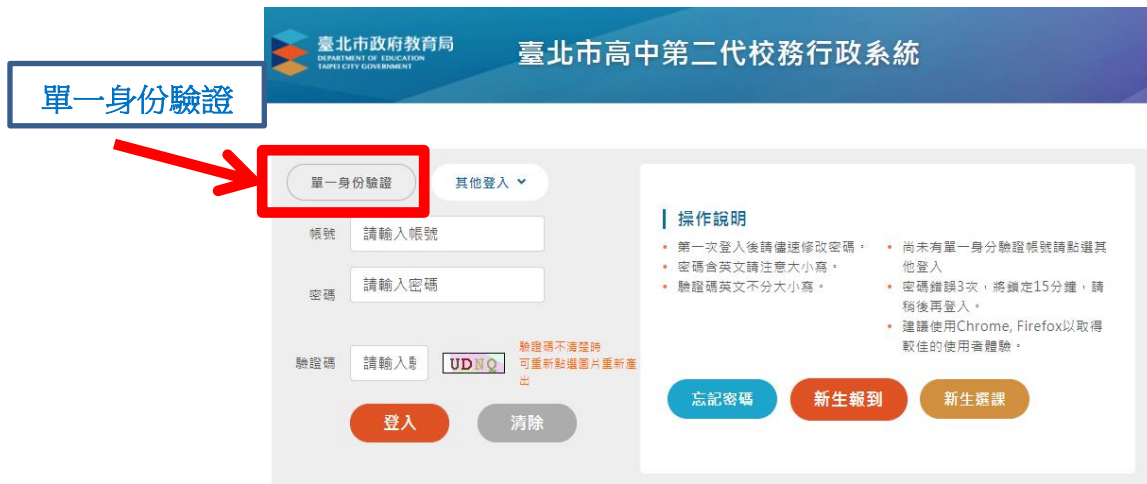 臺北市政府教育局
DEPARTMENT OF EDUCATION
TAIPEI CITY GOVERNMENT
臺北市高中第二代校務行政系統
單一身份驗證
單一身份驗證
其他登入
帳號
請輸入帳號
密碼
請輸入密碼
驗證碼
請輸入馬
UDNQ
驗證碼不清楚時
可重新點選圖片重新產
出
登入
清除
操作說明
• 第一次登入後請儘速修改密碼。
• 密碼含英文請注意大小寫。
• 驗證碼英文不分大小寫。
• 尚未有單一身分驗證帳號請點選其
他登入
• 密碼錯誤3次，將鎖定15分鐘，請
稍後再登入。
• 建議使用Chrome, Firefox以取得
較佳的使用者體驗。
忘記密碼
新生報到
新生選課